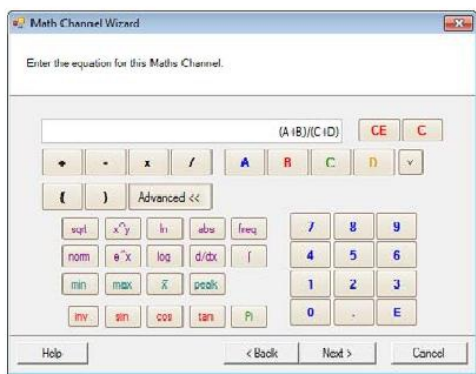 Math Channel Wizard
Enter the equation for this Maths Channel.
(A+B)/(C+D) CE C
+ - x / A B C D v
( ) Advanced <<
sqrt x^y ln abs freq 7 8 9
norm e^x log d/dx ∫ 4 5 6
min max x̅ peak 1 2 3
inv sin cos tan Pi 0 . E
Help < Back Next > Cancel